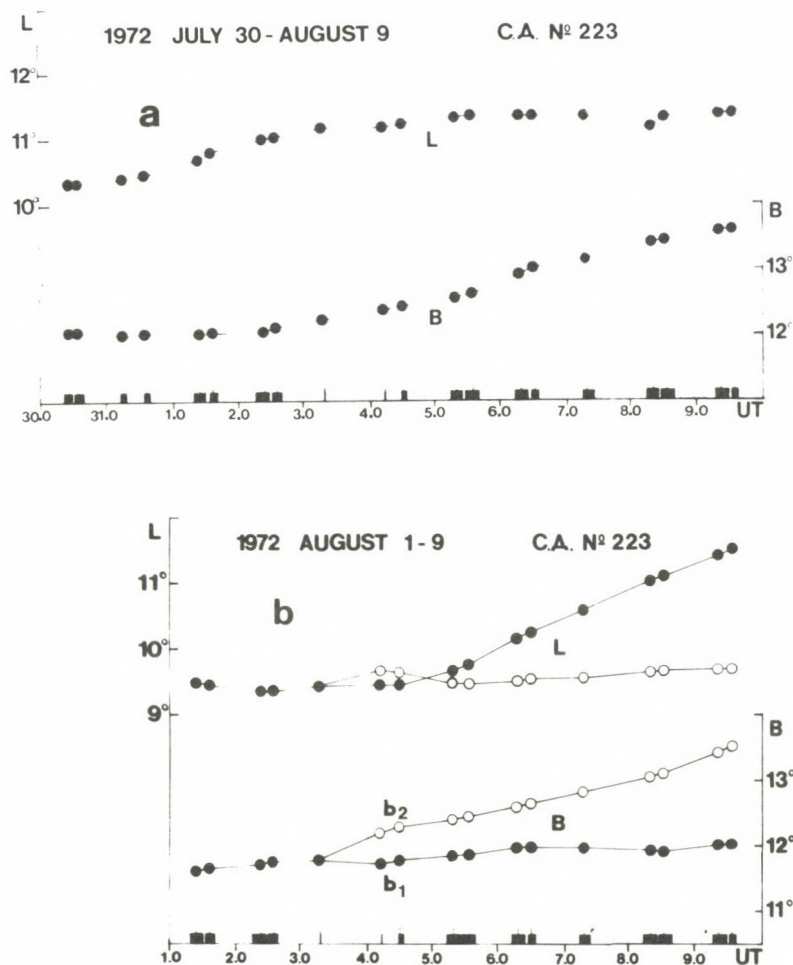 L
1972 JULY 30 - AUGUST 9 C.A. Nº 223
12°
a
11°
L
10°
B
13°
B
12°
30.0 31.0 1.0 2.0 3.0 4.0 5.0 6.0 7.0 8.0 9.0 UT
L
1972 AUGUST 1-9 C.A. Nº 223
11°
b
10°
L
9°
B
13°
b2
B
12°
b1
11°
1.0 2.0 3.0 4.0 5.0 6.0 7.0 8.0 9.0 UT